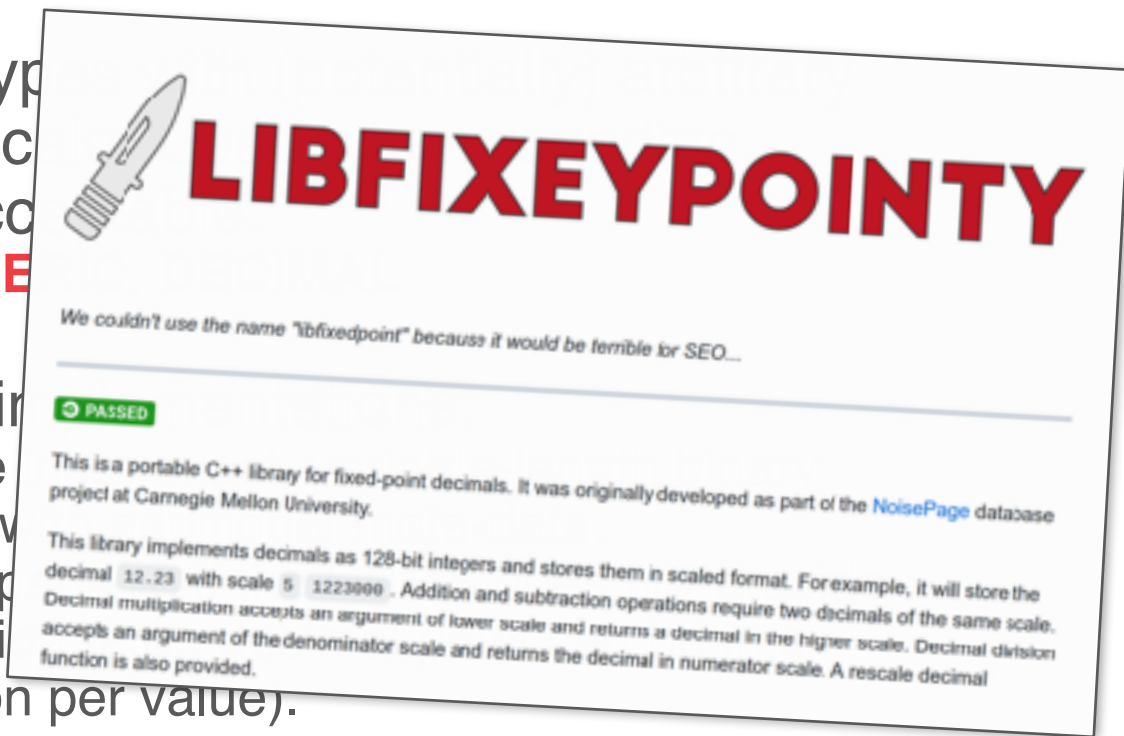 ypes with (potentially) arbitrary
LIBFIXEYPOINTY
ERIC, DECIMAL
We couldn't use the name "libfixedpoint" because it would be terrible for SEO...
PASSED
This is a portable C++ library for fixed-point decimals. It was originally developed as part of the NoisePage database
project at Carnegie Mellon University.
This library implements decimals as 128-bit integers and stores them in scaled format. For example, it will store the
decimal 12.23 with scale 5 1223000 . Addition and subtraction operations require two decimals of the same scale.
Decimal multiplication accepts an argument of lower scale and returns a decimal in the higher scale. Decimal division
accepts an argument of the denominator scale and returns the decimal in numerator scale. A rescale decimal
function is also provided.
on per value).